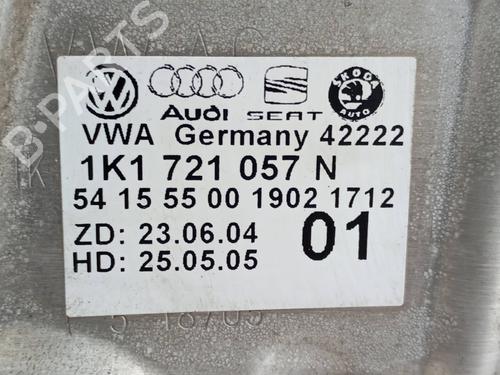 B-PARTS
Audi SEAT ŠKODA AUTO
VWA Germany 42222
1K1 721 057 N
54 15 55 00 1902 1712
ZD: 23.06.04 01
HD: 25.05.05